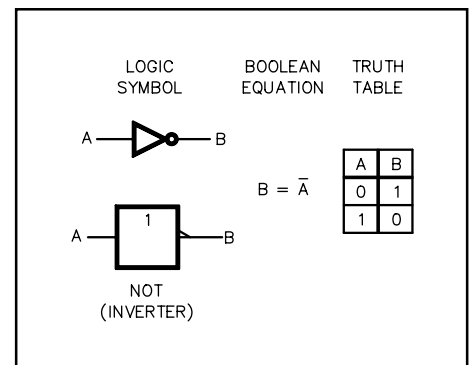 LOGIC SYMBOL
BOOLEAN EQUATION
TRUTH TABLE
A B
B = A̅
A B
0 1
1 0
1
A B
NOT
(INVERTER)